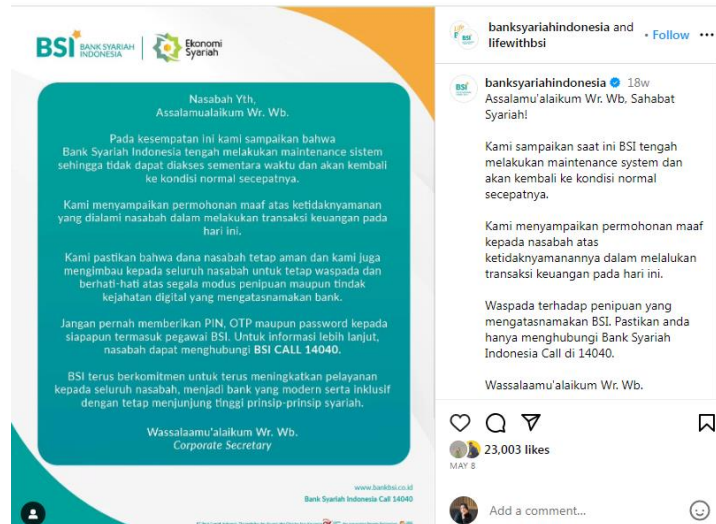 BSI BANK SYARIAH
INDONESIA
Ekonomi
Syariah
Nasabah Yth,
Assalamualaikum Wr. Wb.
Pada kesempatan ini kami sampaikan bahwa
Bank Syariah Indonesia tengah melakukan maintenance sistem
sehingga tidak dapat diakses sementara waktu dan akan kembali
ke kondisi normal secepatnya.
Kami menyampaikan permohonan maaf atas ketidaknyamanan
yang dialami nasabah dalam melakukan transaksi keuangan pada
hari ini.
Kami pastikan bahwa dana nasabah tetap aman dan kami juga
mengimbau kepada seluruh nasabah untuk tetap waspada dan
berhati-hati atas segala modus penipuan maupun tindak
kejahatan digital yang mengatasnamakan bank.
Jangan pernah memberikan PIN, OTP maupun password kepada
siapapun termasuk pegawai BSI. Untuk informasi lebih lanjut,
nasabah dapat menghubungi BSI CALL 14040.
BSI terus berkomitmen untuk terus meningkatkan pelayanan
kepada seluruh nasabah, menjadi bank yang modern serta inklusif
dengan tetap menjunjung tinggi prinsip-prinsip syariah.
Wassalaamu'alaikum Wr. Wb.
Corporate Secretary
www.bankbsi.co.id
Bank Syariah Indonesia Call 14040
banksyariahindonesia and
lifewithbsi
• Follow •••
banksyariahindonesia 18w
Assalamu'alaikum Wr. Wb, Sahabat
Syariah!
Kami sampaikan saat ini BSI tengah
melakukan maintenance system dan
akan kembali ke kondisi normal
secepatnya.
Kami menyampaikan permohonan maaf
kepada nasabah atas
ketidaknyamanannya dalam melalukan
transaksi keuangan pada hari ini.
Waspada terhadap penipuan yang
mengatasnamakan BSI. Pastikan anda
hanya menghubungi Bank Syariah
Indonesia Call di 14040.
Wassalaamu'alaikum Wr. Wb.
23,003 likes
MAY 8
Add a comment...